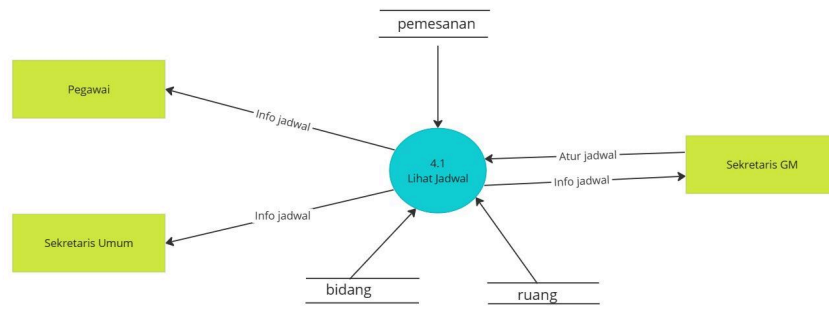 pemesanan
Pegawai
Info jadwal
4.1
Lihat Jadwal
Atur jadwal
Info jadwal
Sekretaris GM
Info jadwal
Sekretaris Umum
bidang
ruang